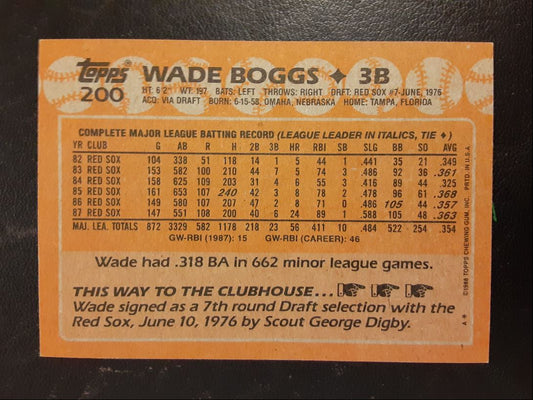 topps WADE BOGGS ✦ 3B
200 HT: 6'2" WT: 197 BATS: LEFT THROWS: RIGHT DRAFT: RED SOX #7-JUNE, 1976
ACQ: VIA DRAFT BORN: 6-15-58, OMAHA, NEBRASKA HOME: TAMPA, FLORIDA
COMPLETE MAJOR LEAGUE BATTING RECORD (LEAGUE LEADER IN ITALICS, TIE ✦)
YR CLUB G AB R H 2B 3B HR RBI SB SLG BB SO AVG
82 RED SOX 104 338 51 118 14 1 5 44 1 .441 35 21 .349
83 RED SOX 153 582 100 210 44 7 5 74 3 .486 92 36 .361
84 RED SOX 158 625 109 203 31 4 6 55 3 .416 89 44 .325
85 RED SOX 161 653 107 240 42 3 8 78 2 .478 96 61 .368
86 RED SOX 149 580 107 207 47 2 8 71 0 .486 105 44 .357
87 RED SOX 147 551 108 200 40 6 24 89 1 .588 105 48 .363
MAJ. LEA. TOTALS 872 3329 582 1178 218 23 56 411 10 .484 522 254 .354
GW-RBI (1987): 15 GW-RBI (CAREER): 46
Wade had .318 BA in 662 minor league games.
THIS WAY TO THE CLUBHOUSE...
Wade signed as a 7th round Draft selection with the
Red Sox, June 10, 1976 by Scout George Digby.
©1988 TOPPS CHEWING GUM, INC. PRTD. IN U.S.A.
A*